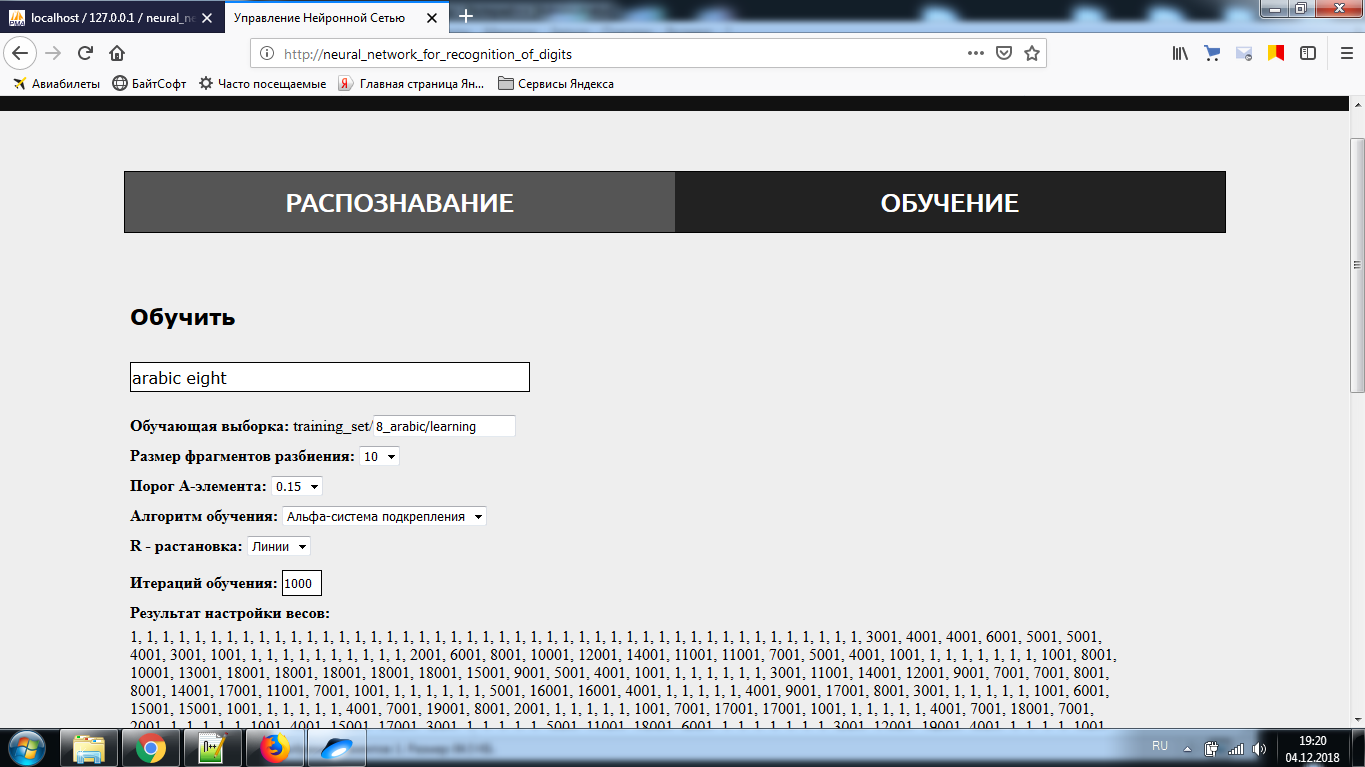 localhost / 127.0.0.1 / neural_ne
Управление Нейронной Сетью
http://neural_network_for_recognition_of_digits
Авиабилеты
БайтСофт
Часто посещаемые
Главная страница Ян...
Сервисы Яндекса
РАСПОЗНАВАНИЕ
ОБУЧЕНИЕ
Обучить
arabic eight
Обучающая выборка: training_set/8_arabic/learning
Размер фрагментов разбиения: 10
Порог А-элемента: 0.15
Алгоритм обучения: Альфа-система подкрепления
R - растановка: Линии
Итераций обучения: 1000
Результат настройки весов:
1, 1, 1, 1, 1, 1, 1, 1, 1, 1, 1, 1, 1, 1, 1, 1, 1, 1, 1, 1, 1, 1, 1, 1, 1, 1, 1, 1, 1, 1, 1, 1, 1, 1, 1, 1, 1, 1, 1, 1, 1, 1, 1, 1, 1, 1, 3001, 4001, 4001, 6001, 5001, 5001,
4001, 3001, 1001, 1, 1, 1, 1, 1, 1, 1, 1, 1, 1, 2001, 6001, 8001, 10001, 12001, 14001, 11001, 11001, 7001, 5001, 4001, 1001, 1, 1, 1, 1, 1, 1, 1001, 8001,
10001, 13001, 18001, 18001, 18001, 18001, 18001, 15001, 9001, 5001, 4001, 1001, 1, 1, 1, 1, 1, 1, 3001, 11001, 14001, 12001, 9001, 7001, 7001, 8001,
8001, 14001, 17001, 11001, 7001, 1001, 1, 1, 1, 1, 1, 1, 5001, 16001, 16001, 4001, 1, 1, 1, 1, 1, 4001, 9001, 17001, 8001, 3001, 1, 1, 1, 1, 1, 1001, 6001,
15001, 15001, 1001, 1, 1, 1, 1, 1, 4001, 7001, 19001, 8001, 2001, 1, 1, 1, 1, 1, 1001, 7001, 17001, 17001, 1001, 1, 1, 1, 1, 1, 4001, 7001, 18001, 7001,
2001, 1, 1, 1, 1, 1, 1001, 4001, 15001, 17001, 3001, 1, 1, 1, 1, 1, 5001, 11001, 18001, 6001, 1, 1, 1, 1, 1, 1, 1, 3001, 12001, 19001, 4001, 1, 1, 1, 1, 1001,
RU
19:20
04.12.2018